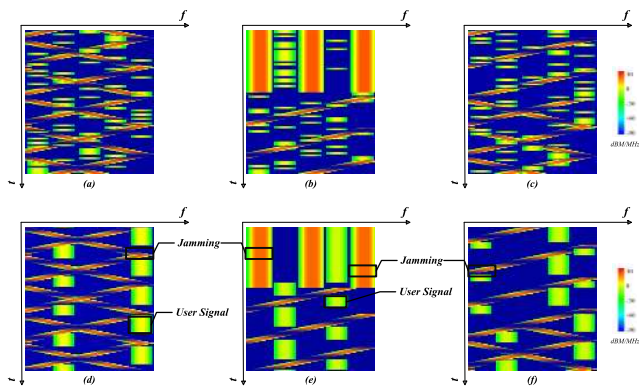 f
f
f
t
t
t
(a)
(b)
(c)
dBM/MHz
f
f
f
Jamming
Jamming
User Signal
User Signal
t
t
t
(d)
(e)
(f)
dBM/MHz